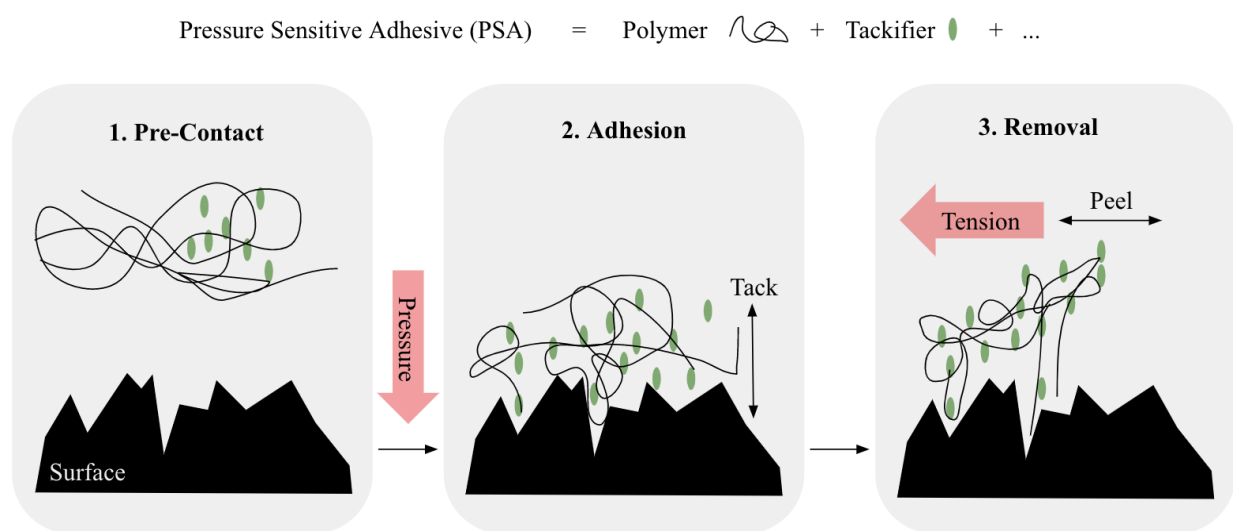 Pressure Sensitive Adhesive (PSA) = Polymer + Tackifier + ...
1. Pre-Contact
2. Adhesion
3. Removal
Surface
Pressure
Tack
Tension
Peel